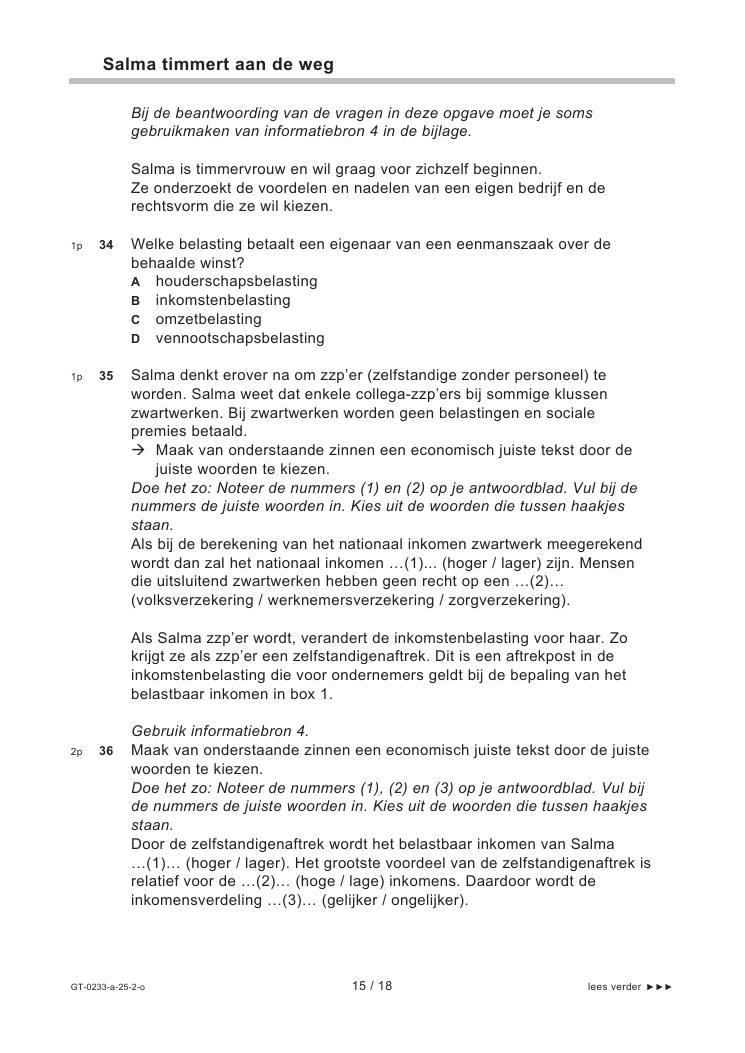 Salma timmert aan de weg
Bij de beantwoording van de vragen in deze opgave moet je soms
gebruikmaken van informatiebron 4 in de bijlage.
Salma is timmervrouw en wil graag voor zichzelf beginnen.
Ze onderzoekt de voordelen en nadelen van een eigen bedrijf en de
rechtsvorm die ze wil kiezen.
1p 34 Welke belasting betaalt een eigenaar van een eenmanszaak over de
behaalde winst?
A houderschapsbelasting
B inkomstenbelasting
C omzetbelasting
D vennootschapsbelasting
1p 35 Salma denkt erover na om zzp’er (zelfstandige zonder personeel) te
worden. Salma weet dat enkele collega-zzp’ers bij sommige klussen
zwartwerken. Bij zwartwerken worden geen belastingen en sociale
premies betaald.
→ Maak van onderstaande zinnen een economisch juiste tekst door de
juiste woorden te kiezen.
Doe het zo: Noteer de nummers (1) en (2) op je antwoordblad. Vul bij de
nummers de juiste woorden in. Kies uit de woorden die tussen haakjes
staan.
Als bij de berekening van het nationaal inkomen zwartwerk meegerekend
wordt dan zal het nationaal inkomen …(1)... (hoger / lager) zijn. Mensen
die uitsluitend zwartwerken hebben geen recht op een …(2)…
(volksverzekering / werknemersverzekering / zorgverzekering).
Als Salma zzp’er wordt, verandert de inkomstenbelasting voor haar. Zo
krijgt ze als zzp’er een zelfstandigenaftrek. Dit is een aftrekpost in de
inkomstenbelasting die voor ondernemers geldt bij de bepaling van het
belastbaar inkomen in box 1.
Gebruik informatiebron 4.
2p 36 Maak van onderstaande zinnen een economisch juiste tekst door de juiste
woorden te kiezen.
Doe het zo: Noteer de nummers (1), (2) en (3) op je antwoordblad. Vul bij
de nummers de juiste woorden in. Kies uit de woorden die tussen haakjes
staan.
Door de zelfstandigenaftrek wordt het belastbaar inkomen van Salma
…(1)… (hoger / lager). Het grootste voordeel van de zelfstandigenaftrek is
relatief voor de …(2)… (hoge / lage) inkomens. Daardoor wordt de
inkomensverdeling …(3)… (gelijker / ongelijker).
GT-0233-a-25-2-o 15 / 18 lees verder ►►►